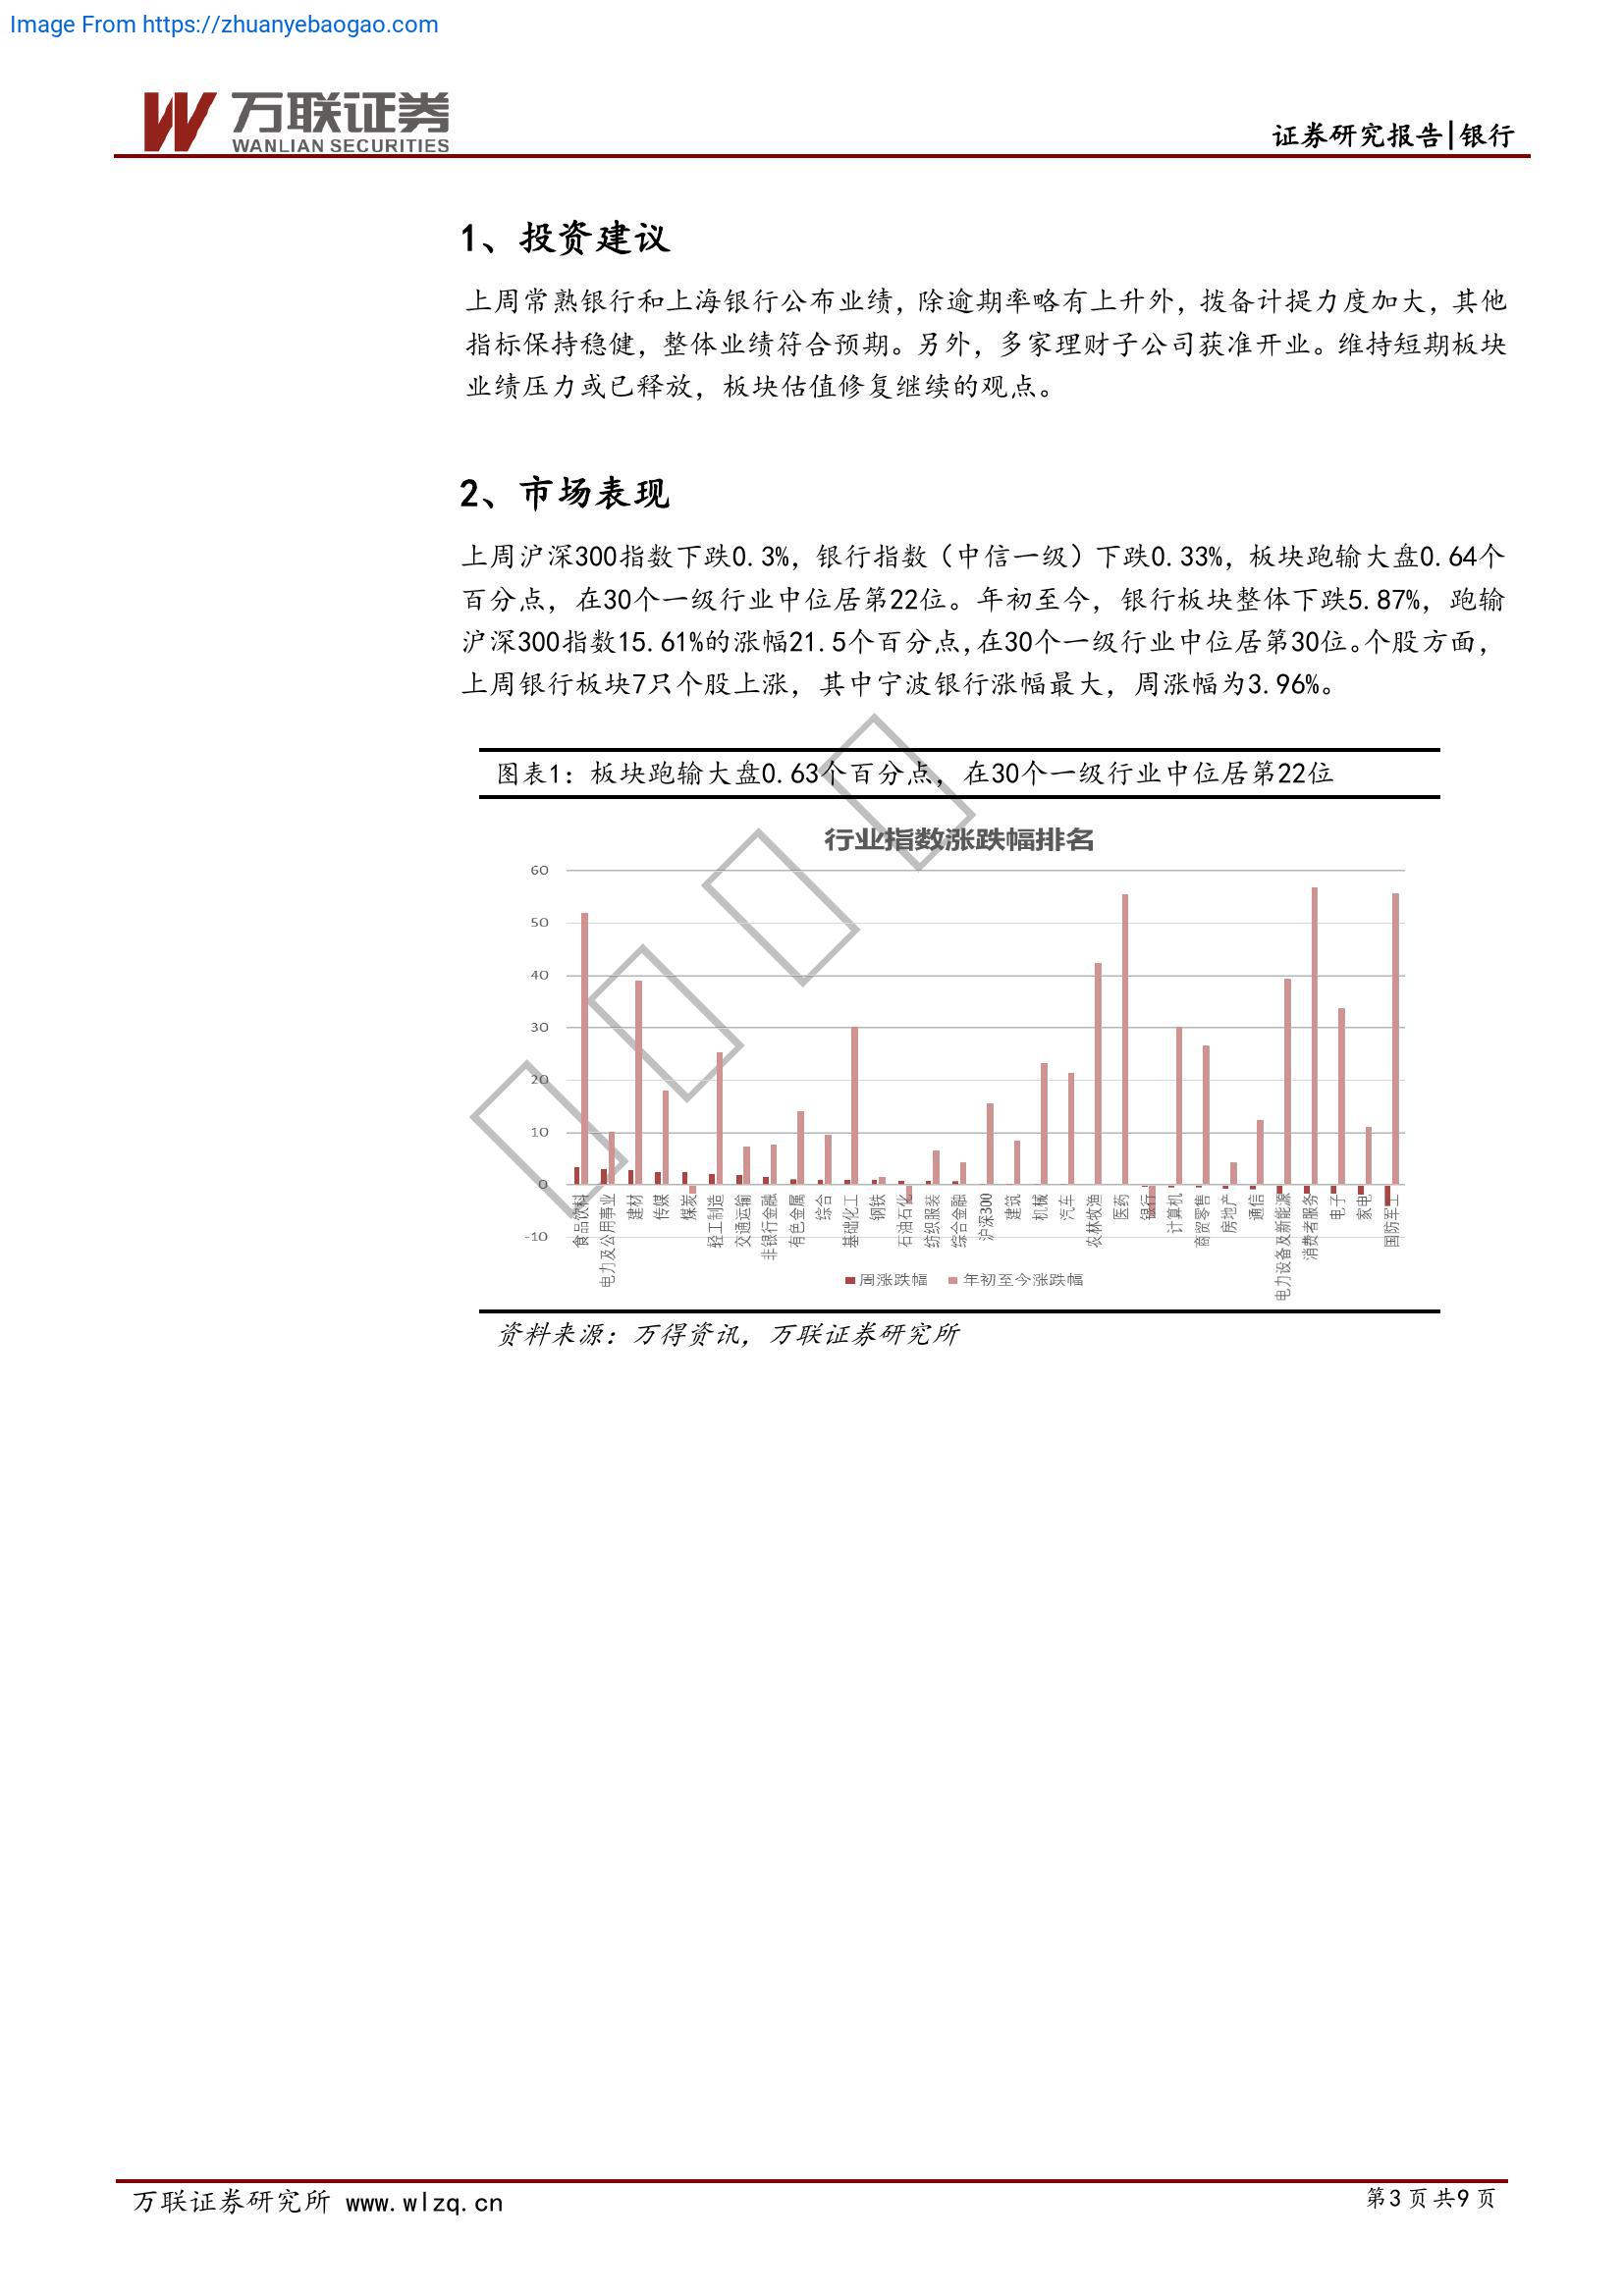 Image From https://zhuanyebaogao.com
万联证券
WANLIAN SECURITIES
证券研究报告|银行
1、投资建议
上周常熟银行和上海银行公布业绩，除逾期率略有上升外，拨备计提力度加大，其他
指标保持稳健，整体业绩符合预期。另外，多家理财子公司获准开业。维持短期板块
业绩压力或已释放，板块估值修复继续的观点。
2、市场表现
上周沪深300指数下跌0.3%，银行指数（中信一级）下跌0.33%，板块跑输大盘0.64个
百分点，在30个一级行业中位居第22位。年初至今，银行板块整体下跌5.87%，跑输
沪深300指数15.61%的涨幅21.5个百分点，在30个一级行业中位居第30位。个股方面，
上周银行板块7只个股上涨，其中宁波银行涨幅最大，周涨幅为3.96%。
图表1：板块跑输大盘0.63个百分点，在30个一级行业中位居第22位
行业指数涨跌幅排名
60
50
40
30
20
10
0
-10
食品饮料
电力及公用事业
建材
传媒
煤炭
轻工制造
交通运输
非银行金融
有色金属
综合
基础化工
钢铁
石油石化
纺织服装
综合金融
沪深300
建筑
机械
汽车
农林牧渔
医药
银行
计算机
商贸零售
房地产
通信
电力设备及新能源
消费者服务
电子
家电
国防军工
周涨跌幅
年初至今涨跌幅
资料来源：万得资讯，万联证券研究所
万联证券研究所 www.wlzq.cn
第3页共9页